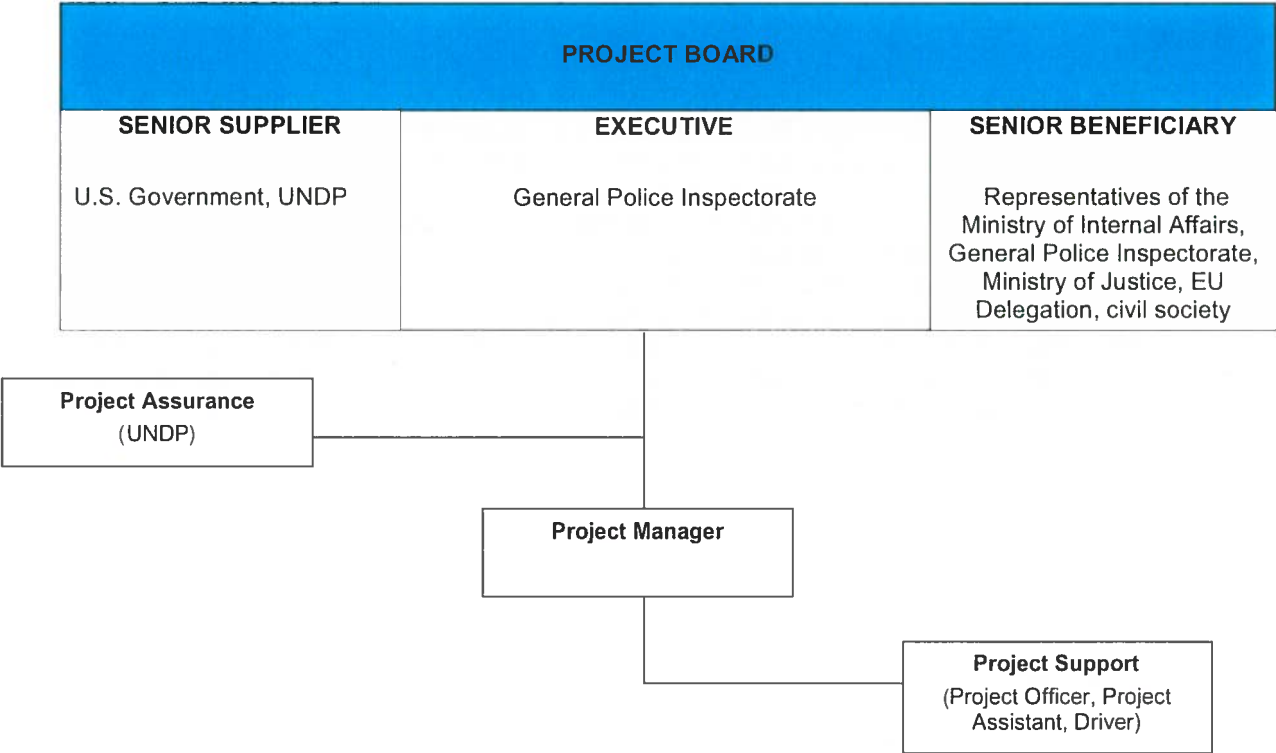 PROJECT BOARD
SENIOR SUPPLIER
U.S. Government, UNDP
EXECUTIVE
General Police Inspectorate
SENIOR BENEFICIARY
Representatives of the
Ministry of Internal Affairs,
General Police Inspectorate,
Ministry of Justice, EU
Delegation, civil society
Project Assurance
(UNDP)
Project Manager
Project Support
(Project Officer, Project
Assistant, Driver)